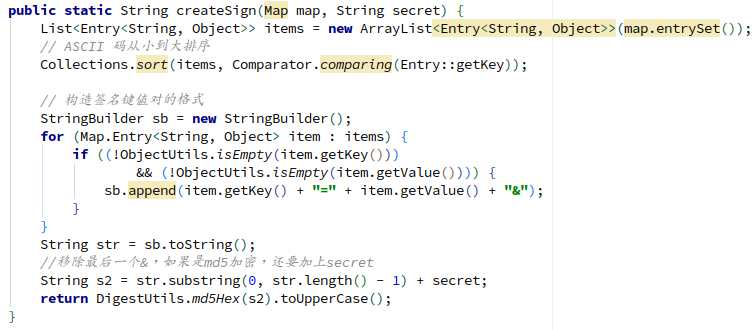 public static String createSign(Map map, String secret) {
List<Entry<String, Object>> items = new ArrayList<Entry<String, Object>>(map.entrySet());
// ASCII 码从小到大排序
Collections.sort(items, Comparator.comparing(Entry::getKey));
// 构造签名键值对的格式
StringBuilder sb = new StringBuilder();
for (Map.Entry<String, Object> item : items) {
if ((!ObjectUtils.isEmpty(item.getKey()))
&& (!ObjectUtils.isEmpty(item.getValue()))) {
sb.append(item.getKey() + "=" + item.getValue() + "&");
}
}
String str = sb.toString();
//移除最后一个&，如果是md5加密，还要加上secret
String s2 = str.substring(0, str.length() - 1) + secret;
return DigestUtils.md5Hex(s2).toUpperCase();
}